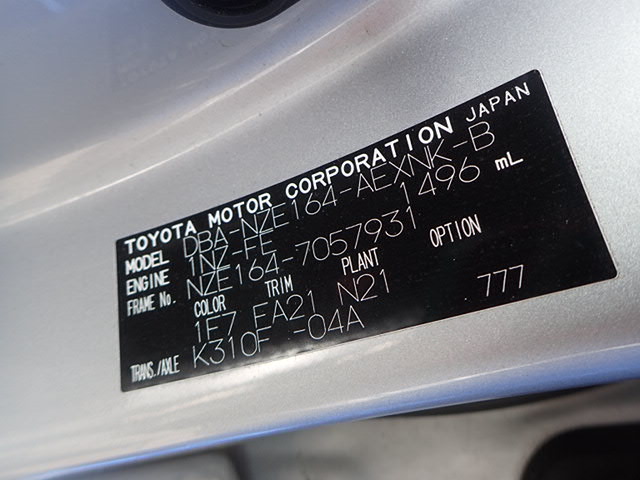 TOYOTA MOTOR CORPORATION JAPAN
MODEL DBA-NZE164-AEXNK-B
ENGINE 1NZ-FE 1496 mL
FRAME No. NZE164-7057931
COLOR TRIM PLANT OPTION
1F7 EA21 N21 777
TRANS./AXLE K310F -04A